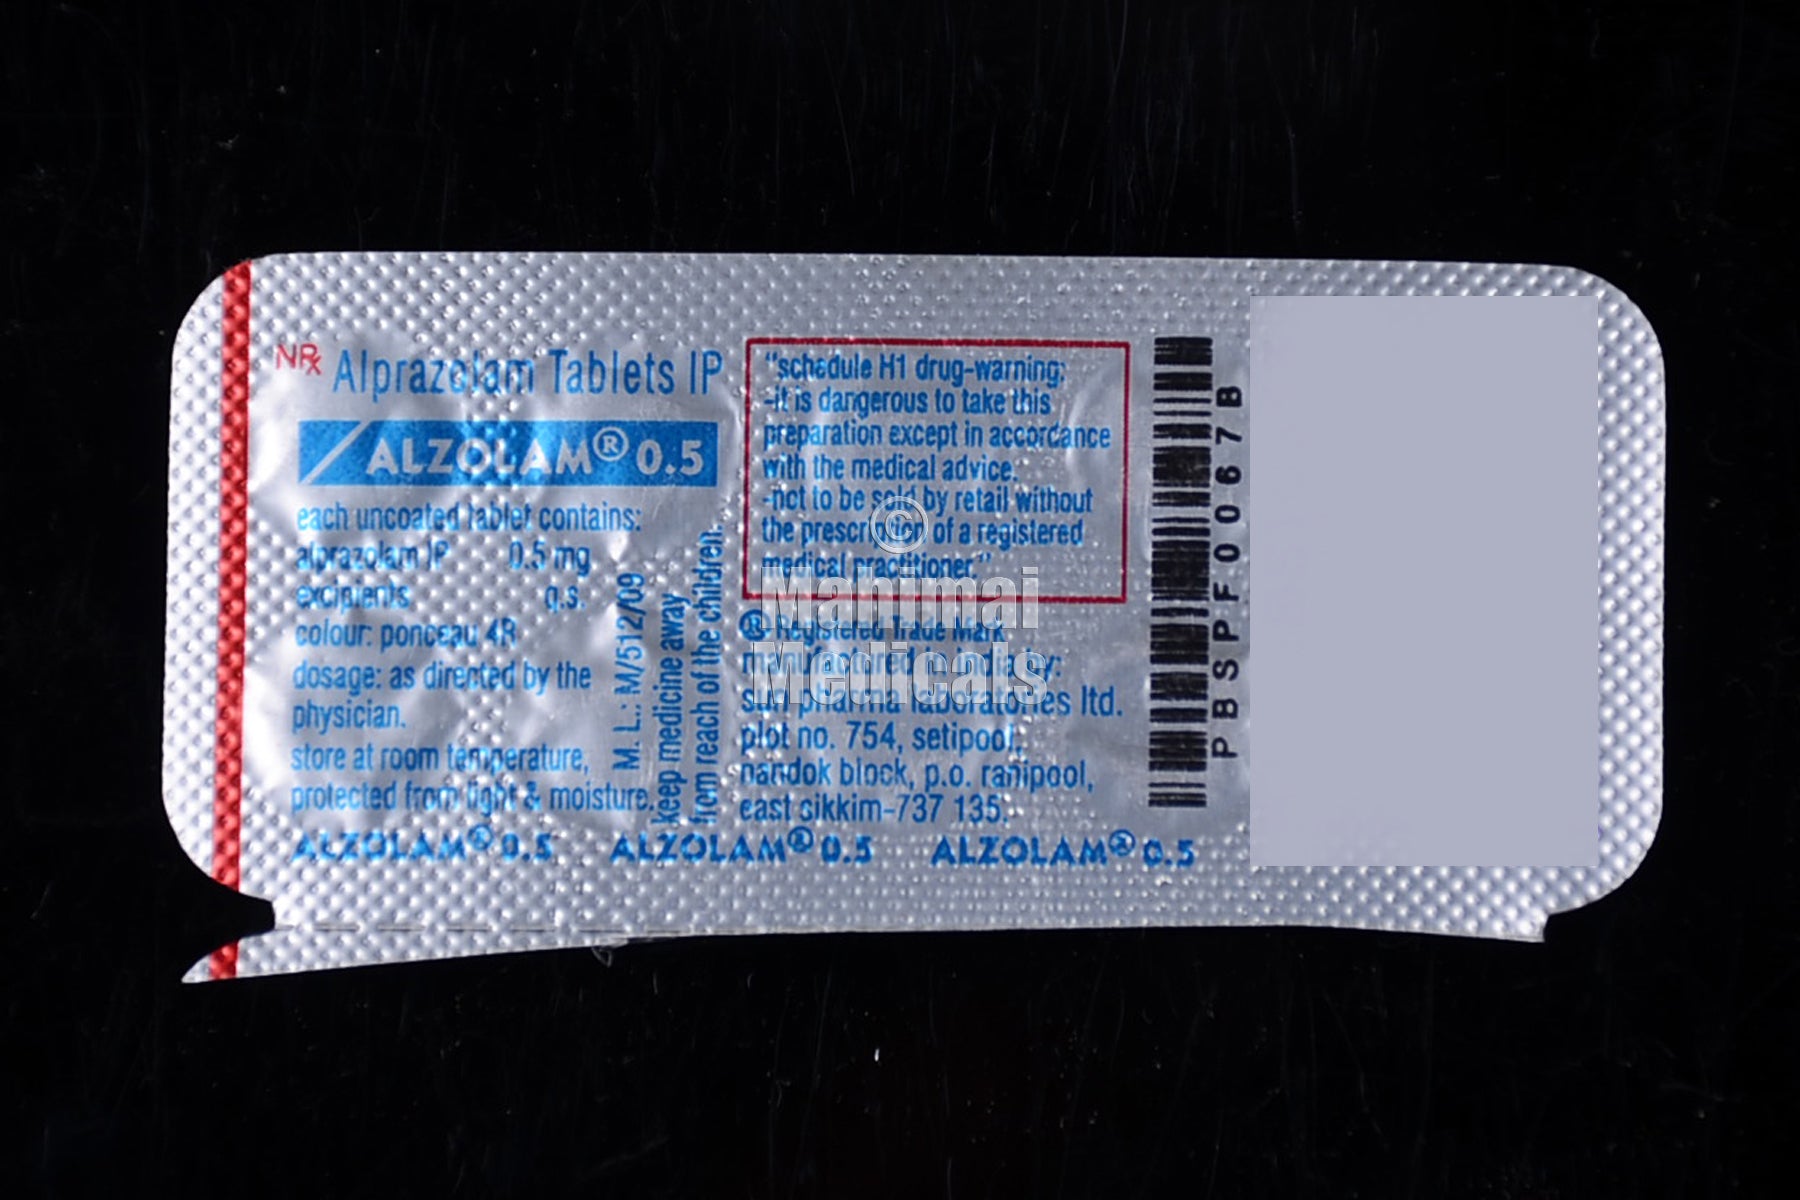 NRx Alprazolam Tablets IP
ALZOLAM® 0.5
each uncoated tablet contains:
alprazolam IP 0.5 mg
excipients q.s.
colour: ponceau 4R
dosage: as directed by the
physician.
store at room temperature,
protected from light & moisture.
M. L.: M/512/09
keep medicine away
from reach of the children.
"schedule H1 drug-warning:
-it is dangerous to take this
preparation except in accordance
with the medical advice.
-not to be sold by retail without
the prescription of a registered
medical practitioner."
® Registered Trade Mark
manufactured in india by:
sun pharma laboratories ltd.
plot no. 754, setipool,
nandok block, p.o. ranipool,
east sikkim-737 135.
PBSPF0067B
ALZOLAM® 0.5 ALZOLAM® 0.5 ALZOLAM® 0.5
©
Mahimai
Medicals